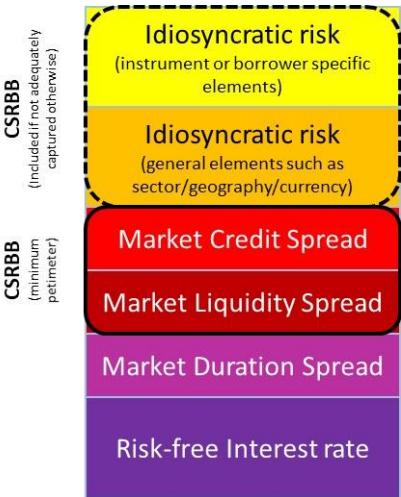 CSRBB
(Included if not adequately
captured otherwise)
Idiosyncratic risk
(instrument or borrower specific
elements)
Idiosyncratic risk
(general elements such as
sector/geography/currency)
CSRBB
(minimum
petimeter)
Market Credit Spread
Market Liquidity Spread
Market Duration Spread
Risk-free Interest rate